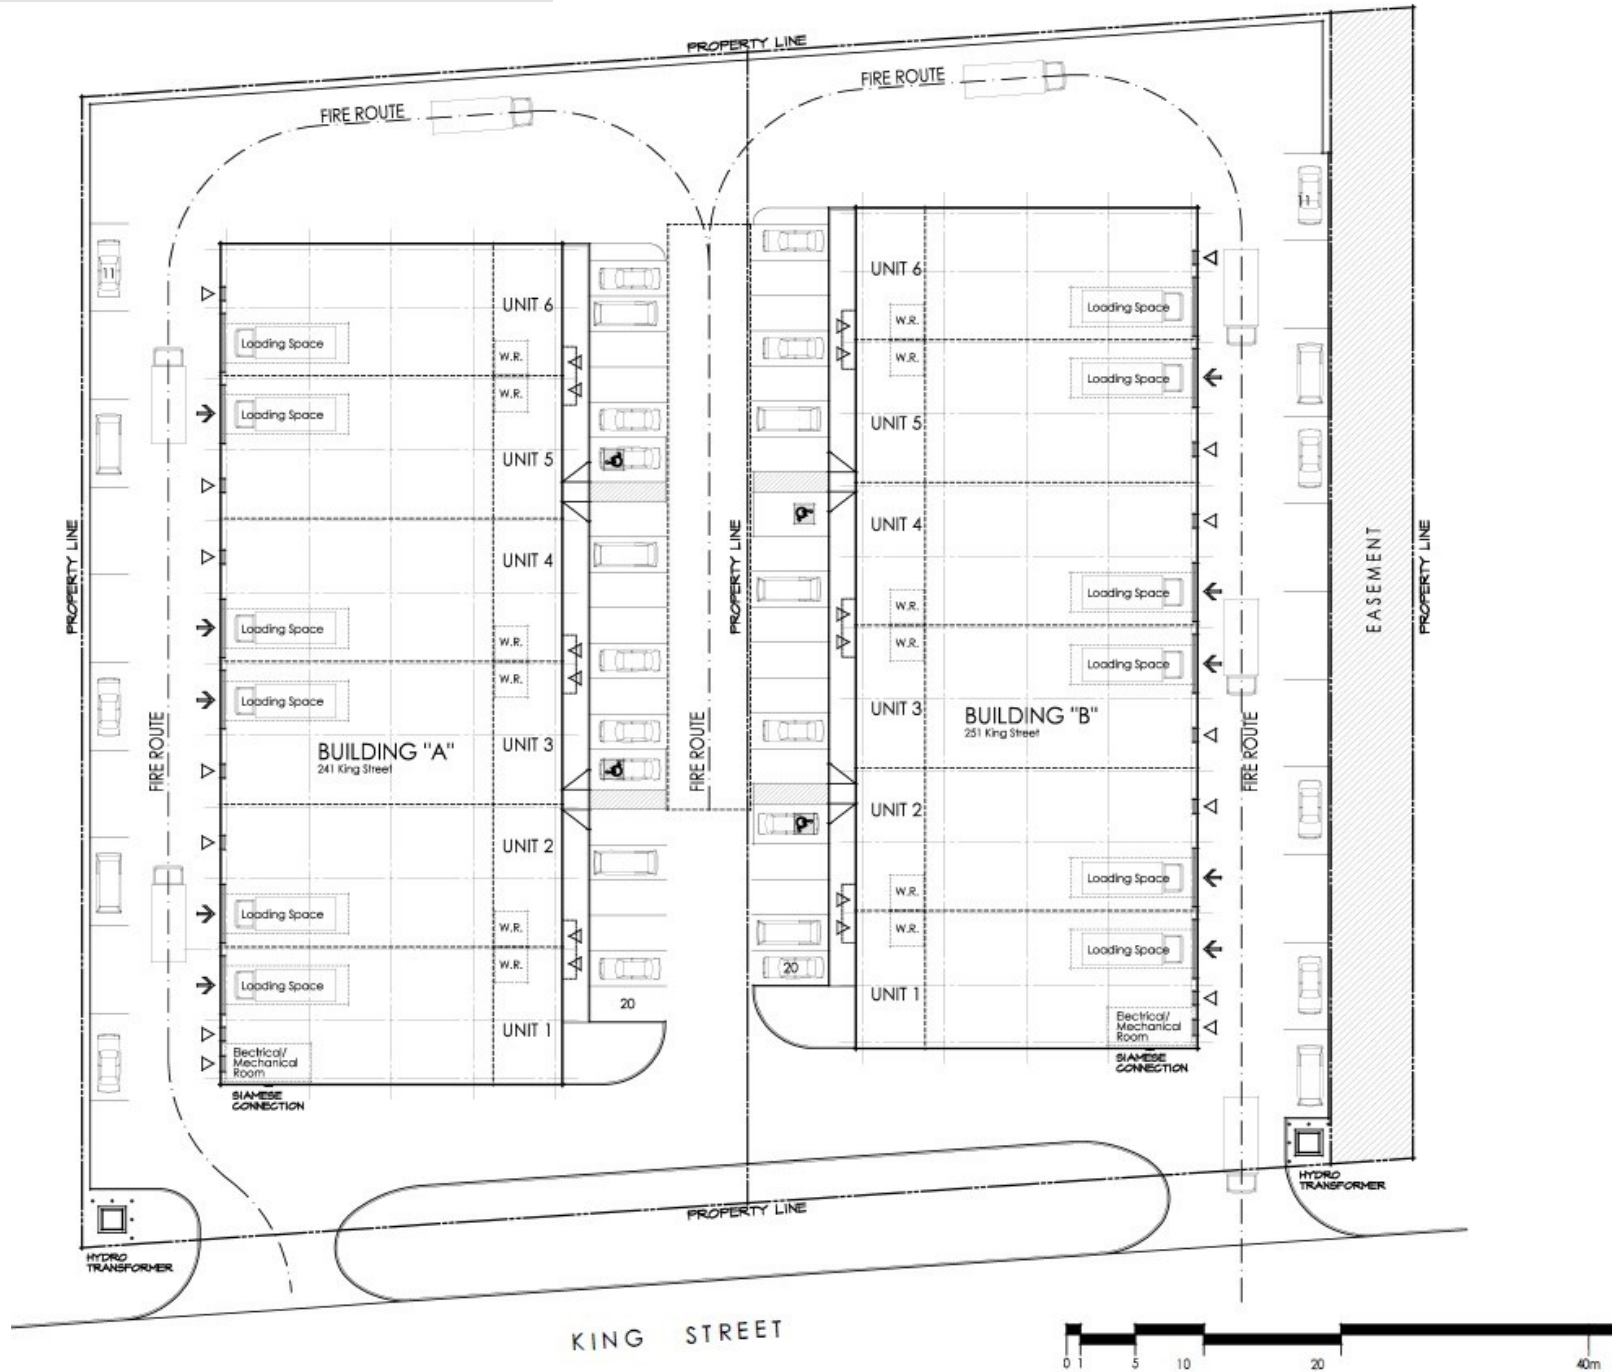 PROPERTY LINE
FIRE ROUTE
FIRE ROUTE
11
11
UNIT 6
UNIT 6
Loading Space
W.R.
W.R.
Loading Space
Loading Space
W.R.
W.R.
Loading Space
UNIT 5
UNIT 5
PROPERTY LINE
UNIT 4
PROPERTY LINE
UNIT 4
EASEMENT
PROPERTY LINE
Loading Space
W.R.
W.R.
Loading Space
Loading Space
W.R.
W.R.
Loading Space
FIRE ROUTE
BUILDING "A"
241 King Street
UNIT 3
FIRE ROUTE
UNIT 3
BUILDING "B"
251 King Street
FIRE ROUTE
UNIT 2
UNIT 2
Loading Space
W.R.
W.R.
Loading Space
Loading Space
W.R.
W.R.
Loading Space
20
20
UNIT 1
UNIT 1
Electrical/
Mechanical
Room
SIAMESE
CONNECTION
Electrical/
Mechanical
Room
SIAMESE
CONNECTION
HYDRO
TRANSFORMER
PROPERTY LINE
HYDRO
TRANSFORMER
KING STREET
0 1 5 10 20 40m